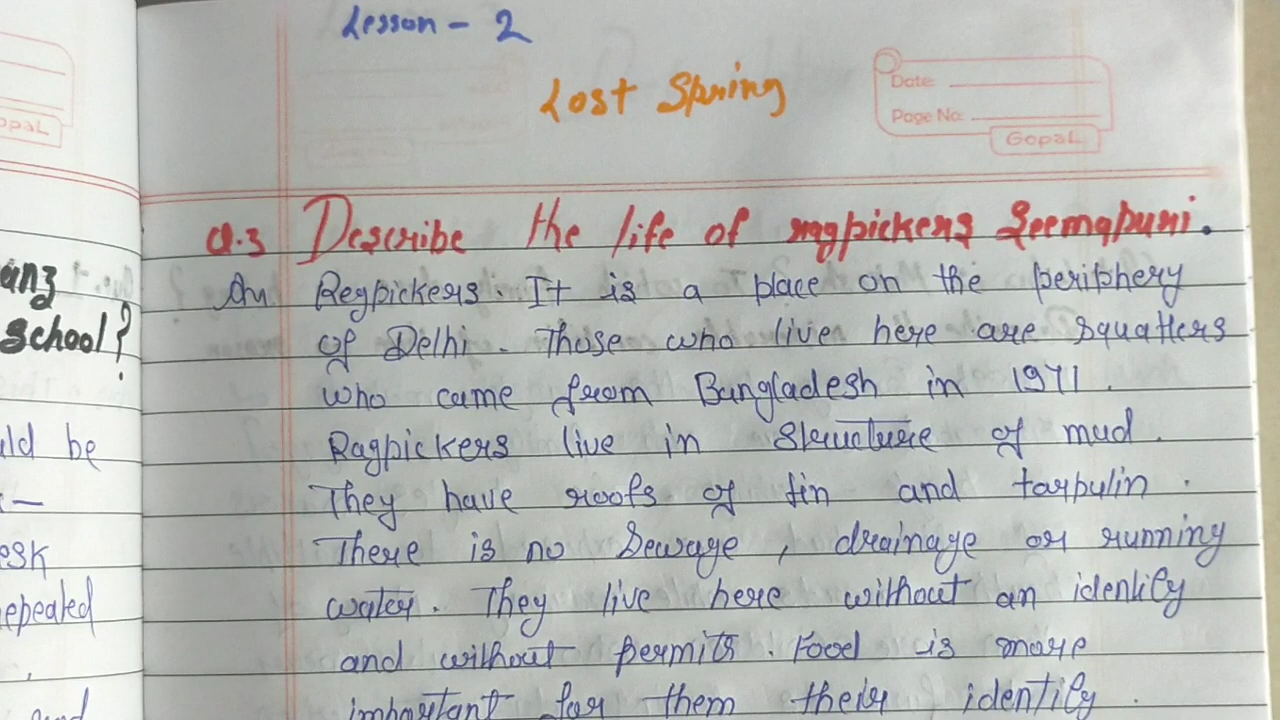 Lesson - 2
Lost Spring
Date:
Page No:
Gopal
opal
Q.3 Describe the life of ragpickers Seemapuri.
Ans Regpickers. It is a place on the periphery
of Delhi. Those who live here are squatters
who came from Bangladesh in 1971.
Ragpickers live in structure of mud.
They have roofs of tin and tarpulin.
There is no sewage, drainage or running
water. They live here without an identity
and without permits. Food is more
important for them their identity.
school?
uld be
esk
epeated
and